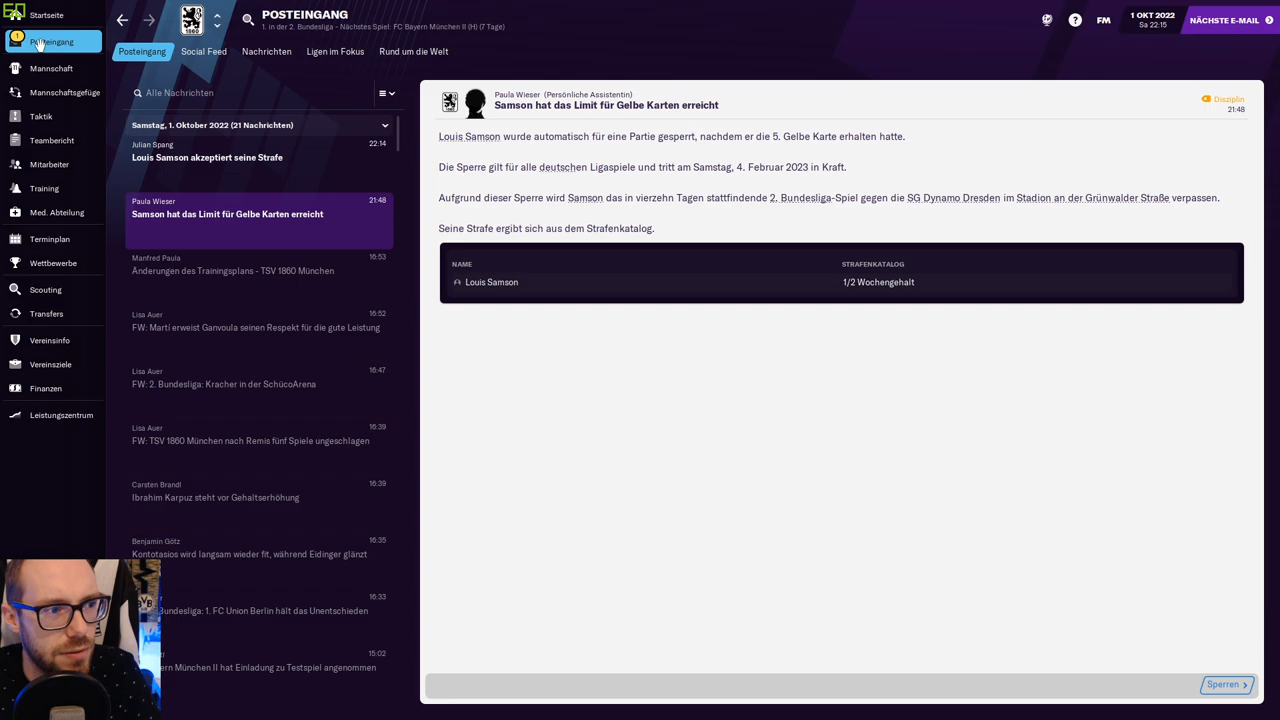 Startseite
1
Posteingang
Mannschaft
Mannschaftsgefüge
Taktik
Teambericht
Mitarbeiter
Training
Med. Abteilung
Terminplan
Wettbewerbe
Scouting
Transfers
Vereinsinfo
Vereinsziele
Finanzen
Leistungszentrum
1860
POSTEINGANG
1. in der 2. Bundesliga - Nächstes Spiel: FC Bayern München II (H) (7 Tage)
? FM
1 OKT 2022
Sa 22:15
NÄCHSTE E-MAIL
Posteingang Social Feed Nachrichten Ligen im Fokus Rund um die Welt
Alle Nachrichten
Samstag, 1. Oktober 2022 (21 Nachrichten)
Julian Spang 22:14
Louis Samson akzeptiert seine Strafe
Paula Wieser 21:48
Samson hat das Limit für Gelbe Karten erreicht
Manfred Paula 16:53
Änderungen des Trainingsplans - TSV 1860 München
Lisa Auer 16:52
FW: Martí erweist Ganvoula seinen Respekt für die gute Leistung
Lisa Auer 16:47
FW: 2. Bundesliga: Kracher in der SchücoArena
Lisa Auer 16:39
FW: TSV 1860 München nach Remis fünf Spiele ungeschlagen
Carsten Brandl 16:39
Ibrahim Karpuz steht vor Gehaltserhöhung
Benjamin Götz 16:35
Kontotasios wird langsam wieder fit, während Eidinger glänzt
16:33
Bundesliga: 1. FC Union Berlin hält das Unentschieden
15:02
München II hat Einladung zu Testspiel angenommen
Paula Wieser (Persönliche Assistentin)
Samson hat das Limit für Gelbe Karten erreicht
Disziplin
21:48
Louis Samson wurde automatisch für eine Partie gesperrt, nachdem er die 5. Gelbe Karte erhalten hatte.
Die Sperre gilt für alle deutschen Ligaspiele und tritt am Samstag, 4. Februar 2023 in Kraft.
Aufgrund dieser Sperre wird Samson das in vierzehn Tagen stattfindende 2. Bundesliga-Spiel gegen die SG Dynamo Dresden im Stadion an der Grünwalder Straße verpassen.
Seine Strafe ergibt sich aus dem Strafenkatalog.
NAME STRAFENKATALOG
Louis Samson 1/2 Wochengehalt
Sperren